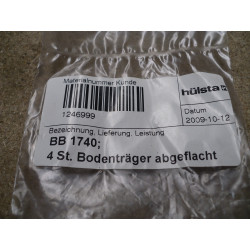 Materialnummer Kunde
1246999
hülsta
Datum
2009-10-12
Bezeichnung, Lieferung, Leistung
BB 1740;
4 St. Bodenträger abgeflacht